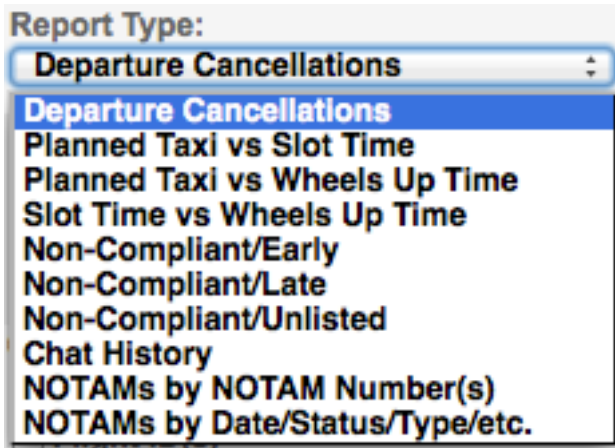 Report Type:
Departure Cancellations
Departure Cancellations
Planned Taxi vs Slot Time
Planned Taxi vs Wheels Up Time
Slot Time vs Wheels Up Time
Non-Compliant/Early
Non-Compliant/Late
Non-Compliant/Unlisted
Chat History
NOTAMs by NOTAM Number(s)
NOTAMs by Date/Status/Type/etc.